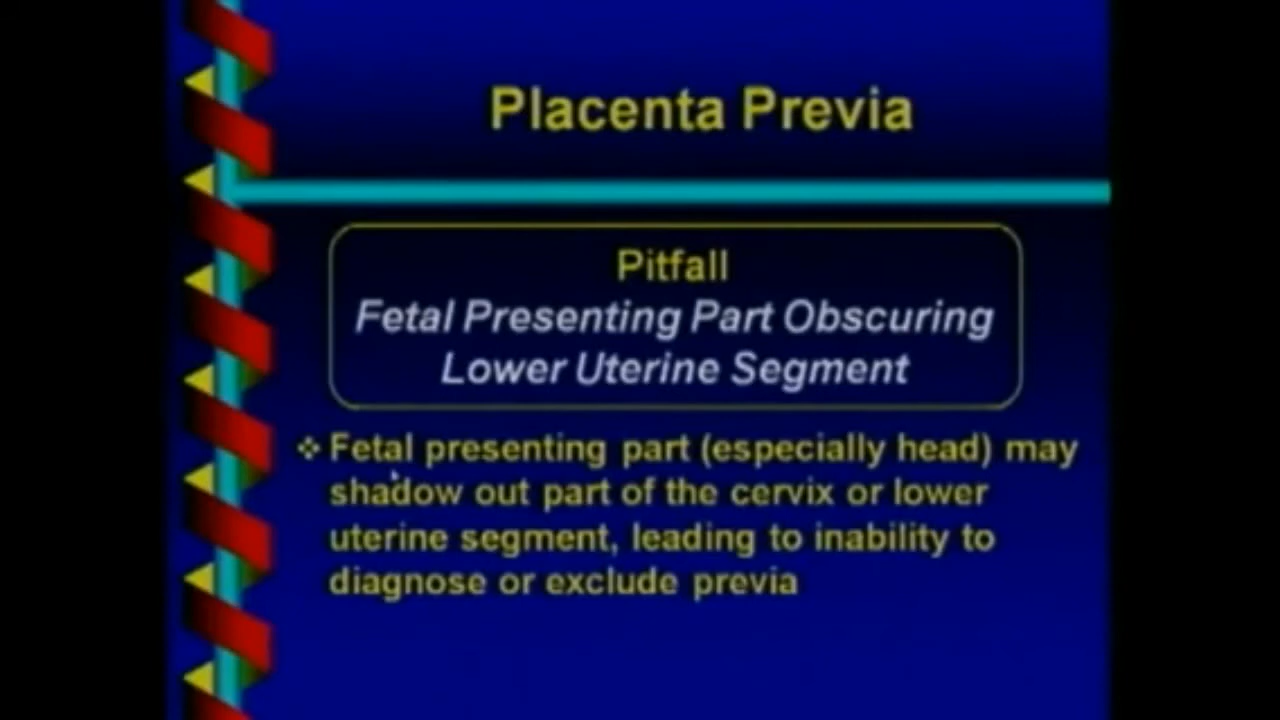 Placenta Previa
Pitfall
Fetal Presenting Part Obscuring
Lower Uterine Segment
❖ Fetal presenting part (especially head) may
shadow out part of the cervix or lower
uterine segment, leading to inability to
diagnose or exclude previa